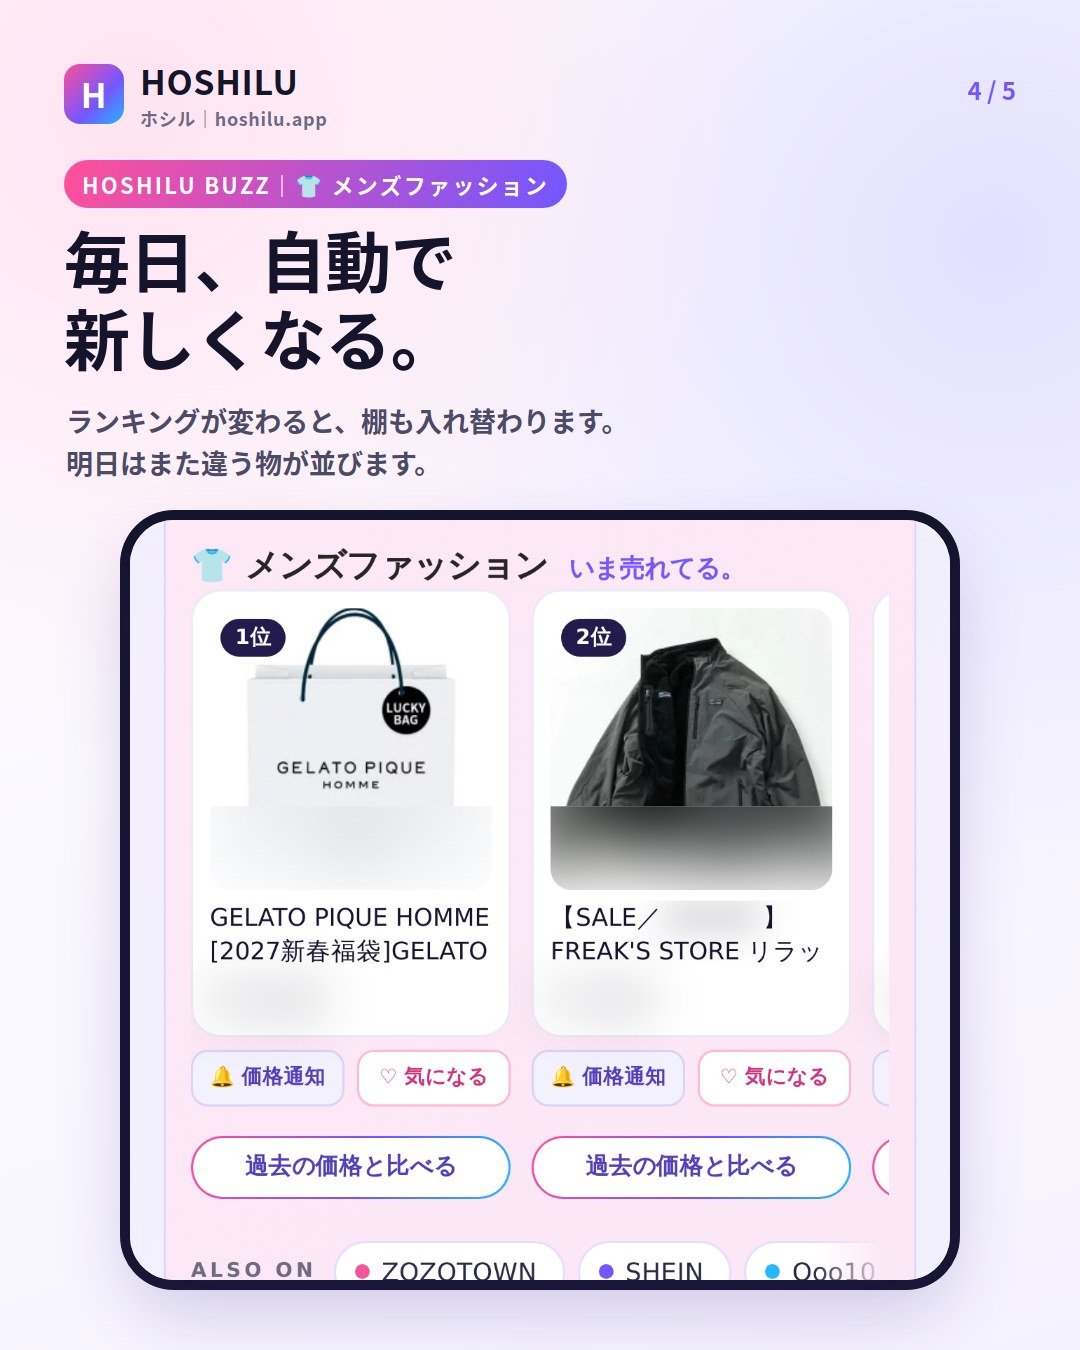 H
HOSHILU
ホシル｜hoshilu.app
4 / 5
HOSHILU BUZZ｜👕 メンズファッション
毎日、自動で
新しくなる。
ランキングが変わると、棚も入れ替わります。
明日はまた違う物が並びます。
👕 メンズファッション いま売れてる。
1位
LUCKY
BAG
GELATO PIQUE
HOMME
GELATO PIQUE HOMME
[2027新春福袋]GELATO
🔔 価格通知
♡ 気になる
過去の価格と比べる
2位
【SALE／ 】
FREAK'S STORE リラッ
🔔 価格通知
♡ 気になる
過去の価格と比べる
ALSO ON
ZOZOTOWN
SHEIN
Qoo10